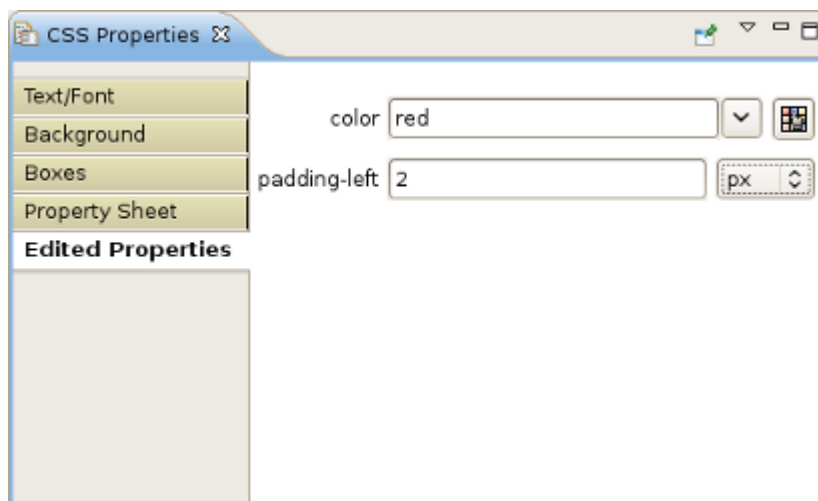 CSS Properties
Text/Font
Background
Boxes
Property Sheet
Edited Properties
color red
padding-left 2 px